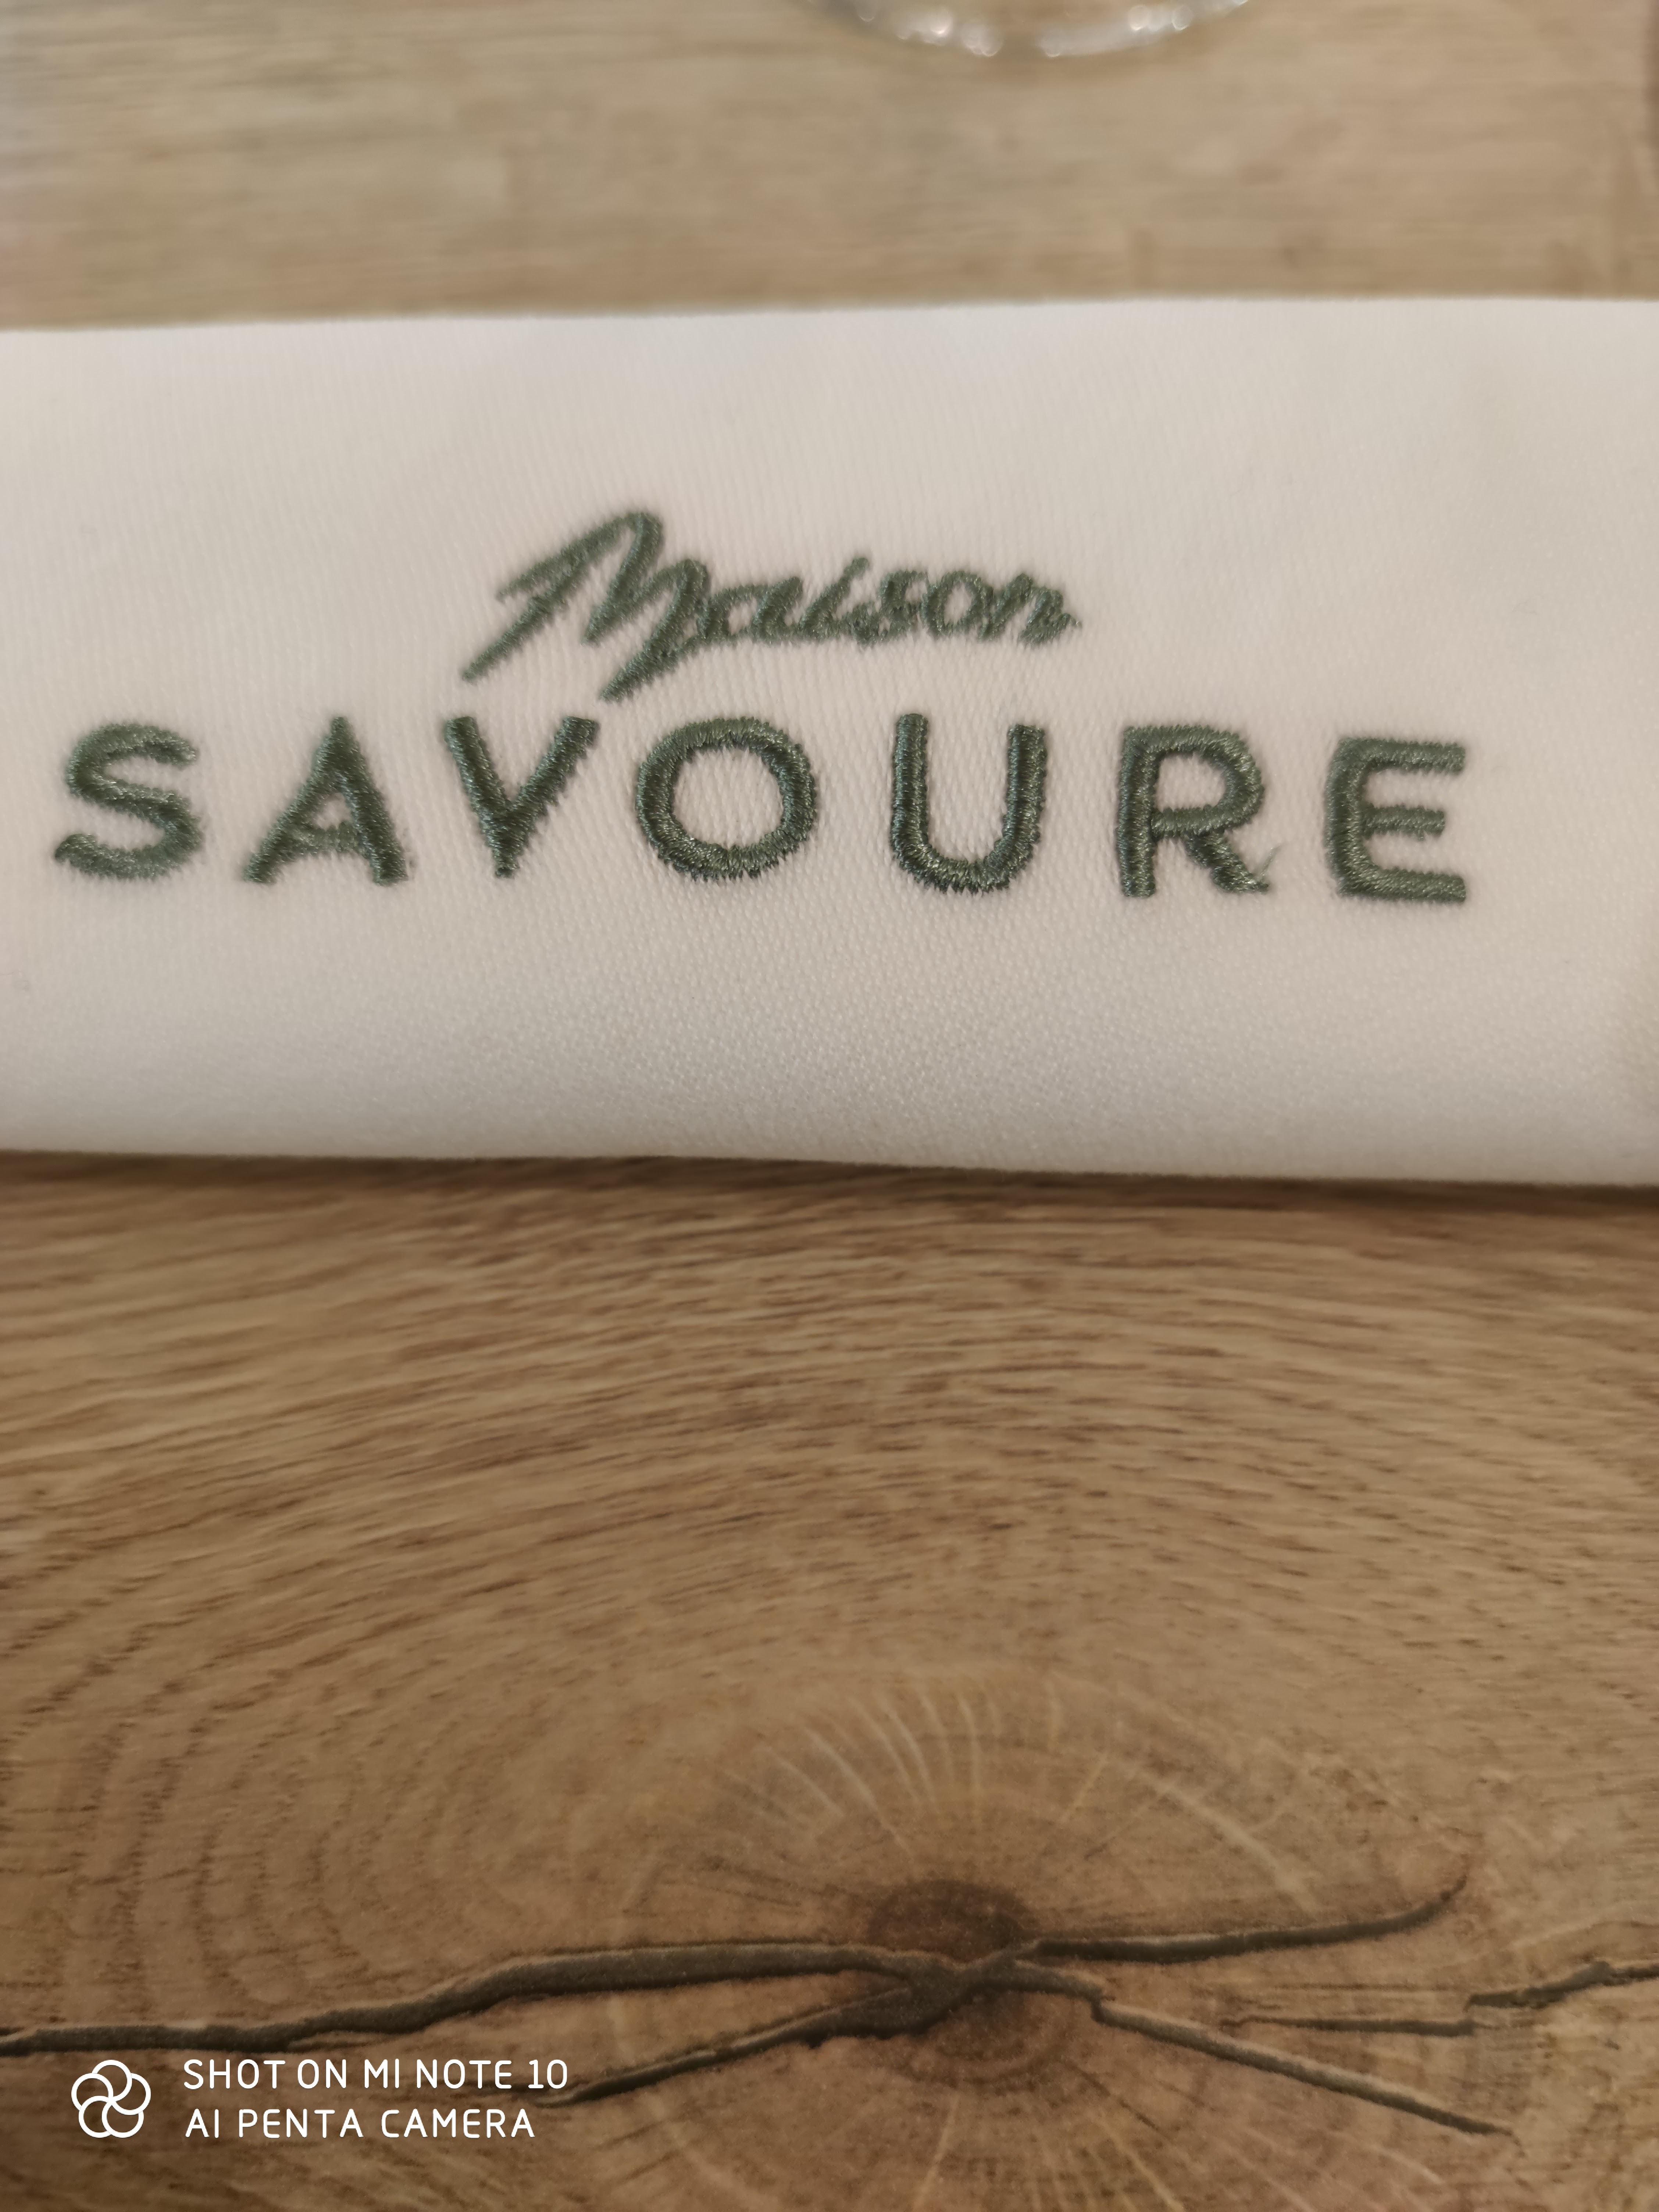 Maison
SAVOURE
SHOT ON MI NOTE 10
AI PENTA CAMERA